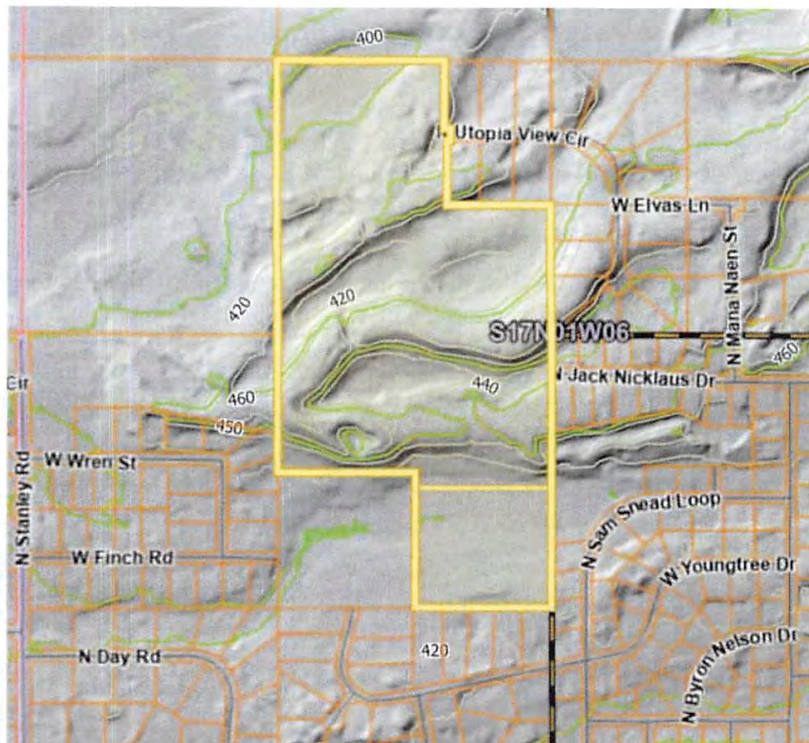 400
Utopia View Cir
W Elvas Ln
N Mana Naen St
420
420
S17N01W06
460
N Jack Nicklaus Dr
440
460
Cir
450
W Wren St
N Stanley Rd
N Sam Snead Loop
W Finch Rd
W Youngtree Dr
420
N Day Rd
N Byron Nelson Dr